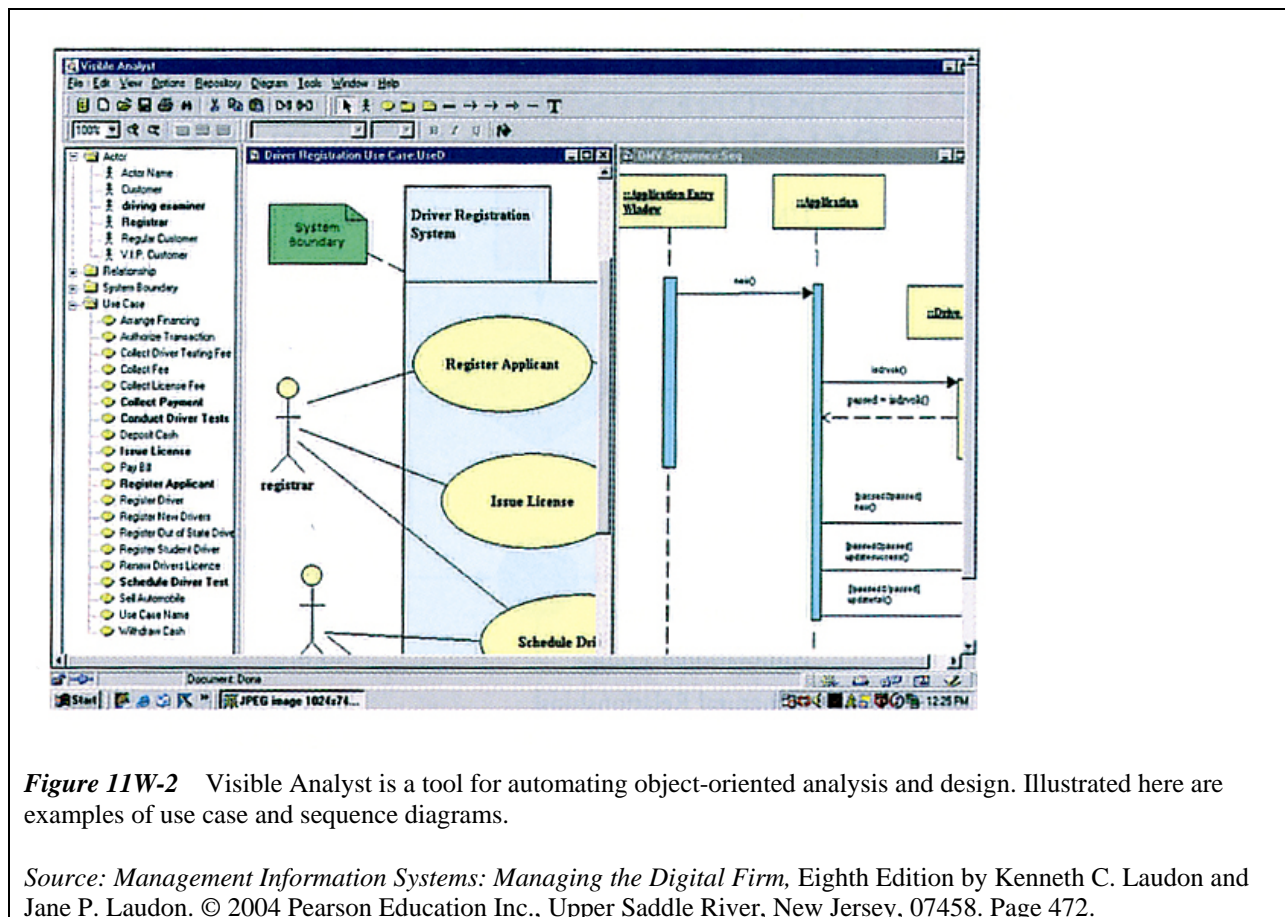 Visible Analyst
File Edit View Options Repository Diagram Tools Window Help
T
100%
B I U
Actor
Actor Name
Customer
driving examiner
Registrar
Regular Customer
V.I.P. Customer
Relationship
System Boundary
Use Case
Arrange Financing
Authorize Transaction
Collect Driver Testing Fee
Collect Fee
Collect License Fee
Collect Payment
Conduct Driver Tests
Deposit Cash
Issue License
Pay Bill
Register Applicant
Register Driver
Register New Drivers
Register Out of State Drive
Register Student Driver
Renew Drivers Licence
Schedule Driver Test
Sell Automobile
Use Case Name
Withdraw Cash
Driver Registration Use Case:UseD
System
Boundary
Driver Registration
System
Register Applicant
registrar
Issue License
Schedule Dri
DMV Sequence:Seq
::Application Entry
Window
::Application
new()
::Drive
isdrvok()
passed = isdrvok()
new()
Document: Done
Start
JPEG image 1024x74...
12:25 PM
Figure 11W-2 Visible Analyst is a tool for automating object-oriented analysis and design. Illustrated here are
examples of use case and sequence diagrams.
Source: Management Information Systems: Managing the Digital Firm, Eighth Edition by Kenneth C. Laudon and
Jane P. Laudon. © 2004 Pearson Education Inc., Upper Saddle River, New Jersey, 07458. Page 472.